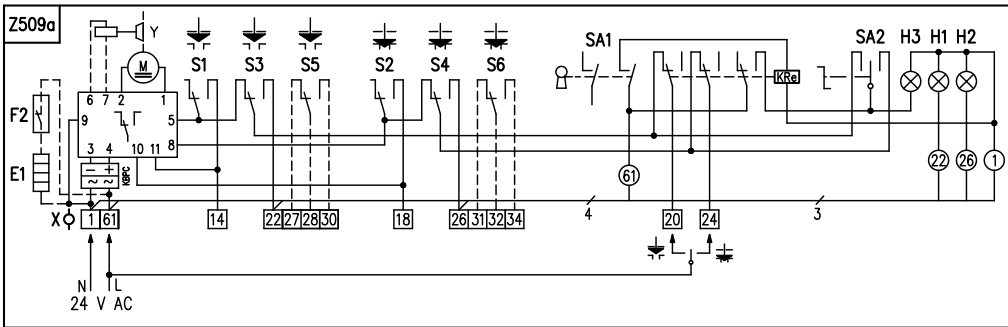 Z509a
Y
M
S1 S3 S5 S2 S4 S6
SA1 SA2 H3 H1 H2
KRe
6 7 2 1
F2
9 5
8
3 4 10 11
E1
− +
~ ~
KBPC
61 22 26 1
X 1 61 14 22 27 28 30 18 26 31 32 34 4 20 24 3
N L
24 V AC